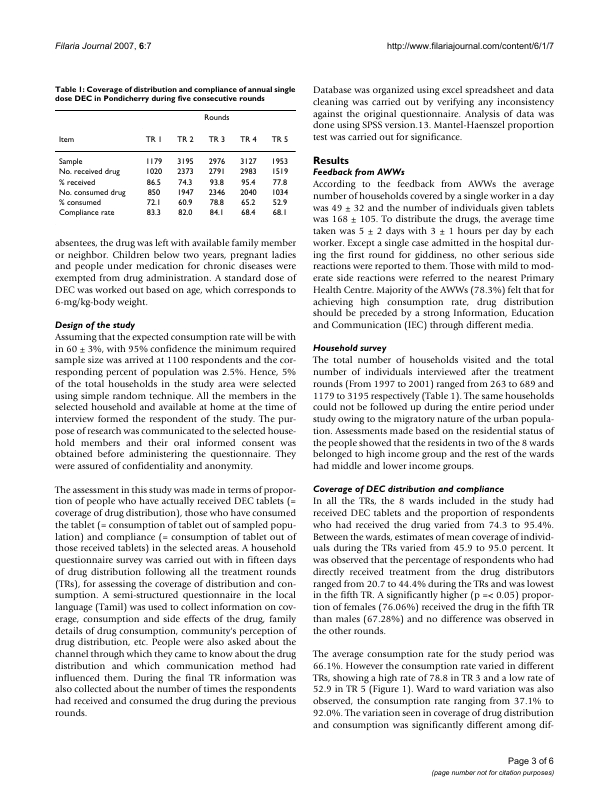 Filaria Journal 2007, 6:7
http://www.filariajournal.com/content/6/1/7
Table 1: Coverage of distribution and compliance of annual single
dose DEC in Pondicherry during five consecutive rounds
Rounds
Item TR 1 TR 2 TR 3 TR 4 TR 5
Sample 1179 3195 2976 3127 1953
No. received drug 1020 2373 2791 2983 1519
% received 86.5 74.3 93.8 95.4 77.8
No. consumed drug 850 1947 2346 2040 1034
% consumed 72.1 60.9 78.8 65.2 52.9
Compliance rate 83.3 82.0 84.1 68.4 68.1
absentees, the drug was left with available family member
or neighbor. Children below two years, pregnant ladies
and people under medication for chronic diseases were
exempted from drug administration. A standard dose of
DEC was worked out based on age, which corresponds to
6-mg/kg-body weight.
Design of the study
Assuming that the expected consumption rate will be with
in 60 ± 3%, with 95% confidence the minimum required
sample size was arrived at 1100 respondents and the cor-
responding percent of population was 2.5%. Hence, 5%
of the total households in the study area were selected
using simple random technique. All the members in the
selected household and available at home at the time of
interview formed the respondent of the study. The pur-
pose of research was communicated to the selected house-
hold members and their oral informed consent was
obtained before administering the questionnaire. They
were assured of confidentiality and anonymity.
The assessment in this study was made in terms of propor-
tion of people who have actually received DEC tablets (=
coverage of drug distribution), those who have consumed
the tablet (= consumption of tablet out of sampled popu-
lation) and compliance (= consumption of tablet out of
those received tablets) in the selected areas. A household
questionnaire survey was carried out with in fifteen days
of drug distribution following all the treatment rounds
(TRs), for assessing the coverage of distribution and con-
sumption. A semi-structured questionnaire in the local
language (Tamil) was used to collect information on cov-
erage, consumption and side effects of the drug, family
details of drug consumption, community's perception of
drug distribution, etc. People were also asked about the
channel through which they came to know about the drug
distribution and which communication method had
influenced them. During the final TR information was
also collected about the number of times the respondents
had received and consumed the drug during the previous
rounds.
Database was organized using excel spreadsheet and data
cleaning was carried out by verifying any inconsistency
against the original questionnaire. Analysis of data was
done using SPSS version.13. Mantel-Haenszel proportion
test was carried out for significance.
Results
Feedback from AWWs
According to the feedback from AWWs the average
number of households covered by a single worker in a day
was 49 ± 32 and the number of individuals given tablets
was 168 ± 105. To distribute the drugs, the average time
taken was 5 ± 2 days with 3 ± 1 hours per day by each
worker. Except a single case admitted in the hospital dur-
ing the first round for giddiness, no other serious side
reactions were reported to them. Those with mild to mod-
erate side reactions were referred to the nearest Primary
Health Centre. Majority of the AWWs (78.3%) felt that for
achieving high consumption rate, drug distribution
should be preceded by a strong Information, Education
and Communication (IEC) through different media.
Household survey
The total number of households visited and the total
number of individuals interviewed after the treatment
rounds (From 1997 to 2001) ranged from 263 to 689 and
1179 to 3195 respectively (Table 1). The same households
could not be followed up during the entire period under
study owing to the migratory nature of the urban popula-
tion. Assessments made based on the residential status of
the people showed that the residents in two of the 8 wards
belonged to high income group and the rest of the wards
had middle and lower income groups.
Coverage of DEC distribution and compliance
In all the TRs, the 8 wards included in the study had
received DEC tablets and the proportion of respondents
who had received the drug varied from 74.3 to 95.4%.
Between the wards, estimates of mean coverage of individ-
uals during the TRs varied from 45.9 to 95.0 percent. It
was observed that the percentage of respondents who had
directly received treatment from the drug distributors
ranged from 20.7 to 44.4% during the TRs and was lowest
in the fifth TR. A significantly higher (p =< 0.05) propor-
tion of females (76.06%) received the drug in the fifth TR
than males (67.28%) and no difference was observed in
the other rounds.
The average consumption rate for the study period was
66.1%. However the consumption rate varied in different
TRs, showing a high rate of 78.8 in TR 3 and a low rate of
52.9 in TR 5 (Figure 1). Ward to ward variation was also
observed, the consumption rate ranging from 37.1% to
92.0%. The variation seen in coverage of drug distribution
and consumption was significantly different among dif-
Page 3 of 6
(page number not for citation purposes)